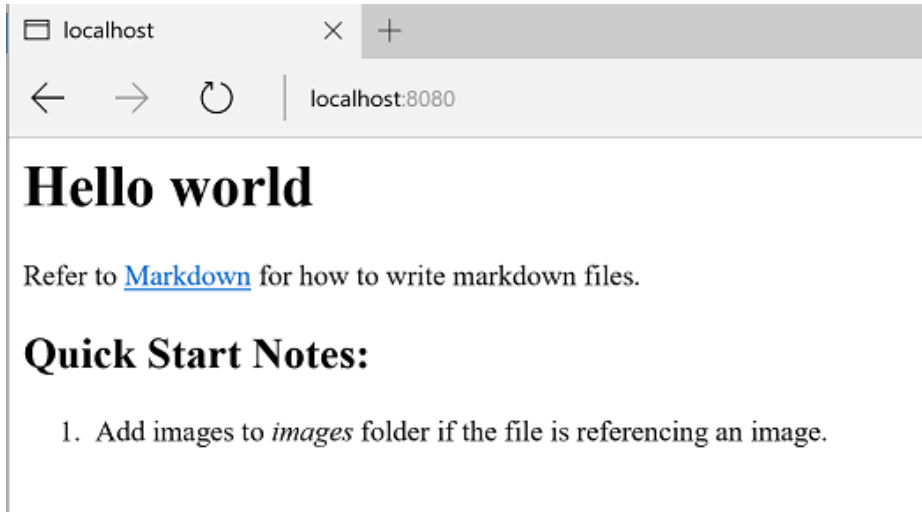 localhost
localhost:8080
Hello world
Refer to Markdown for how to write markdown files.
Quick Start Notes:
1. Add images to images folder if the file is referencing an image.